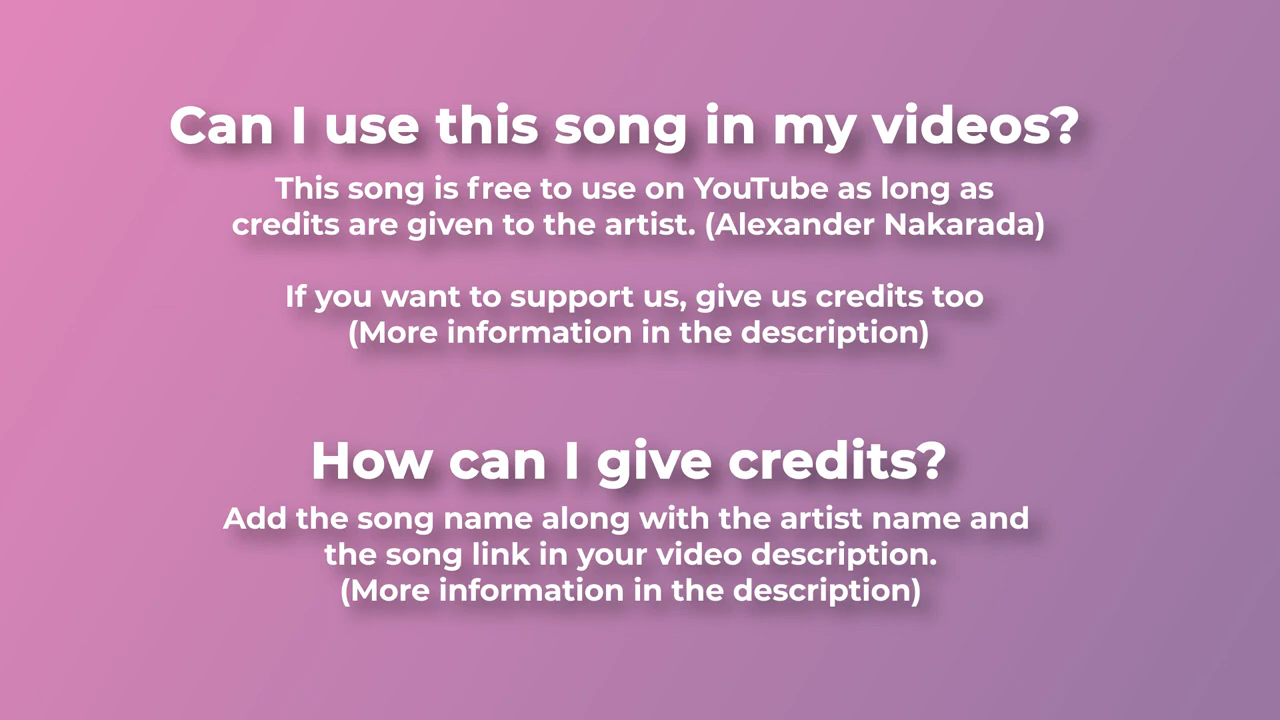 Can I use this song in my videos?
This song is free to use on YouTube as long as
credits are given to the artist. (Alexander Nakarada)
If you want to support us, give us credits too
(More information in the description)
How can I give credits?
Add the song name along with the artist name and
the song link in your video description.
(More information in the description)